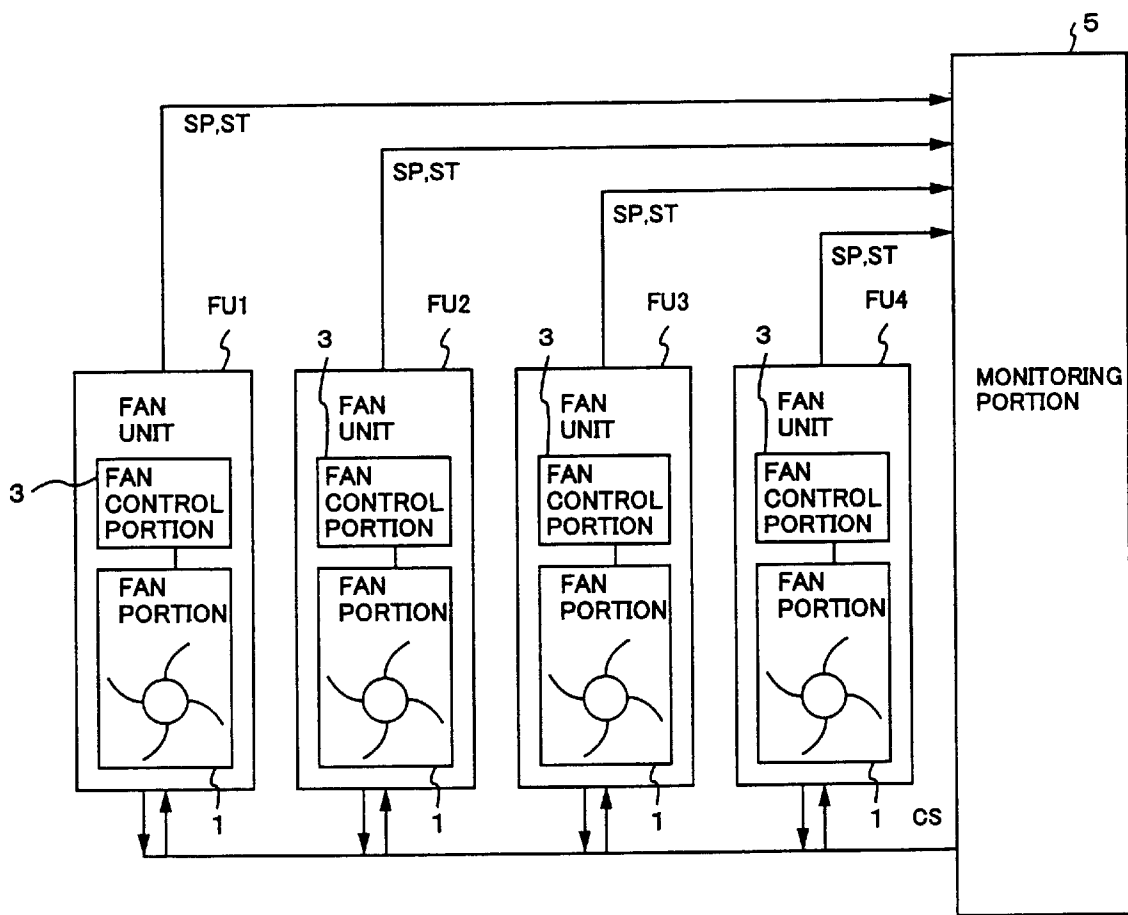 5
SP,ST
SP,ST
SP,ST
SP,ST
FU1
FU2
FU3
FU4
3
3
3
FAN
UNIT
FAN
UNIT
FAN
UNIT
FAN
UNIT
MONITORING
PORTION
3
FAN
CONTROL
PORTION
FAN
CONTROL
PORTION
FAN
CONTROL
PORTION
FAN
CONTROL
PORTION
FAN
PORTION
FAN
PORTION
FAN
PORTION
FAN
PORTION
1
1
1
1
CS